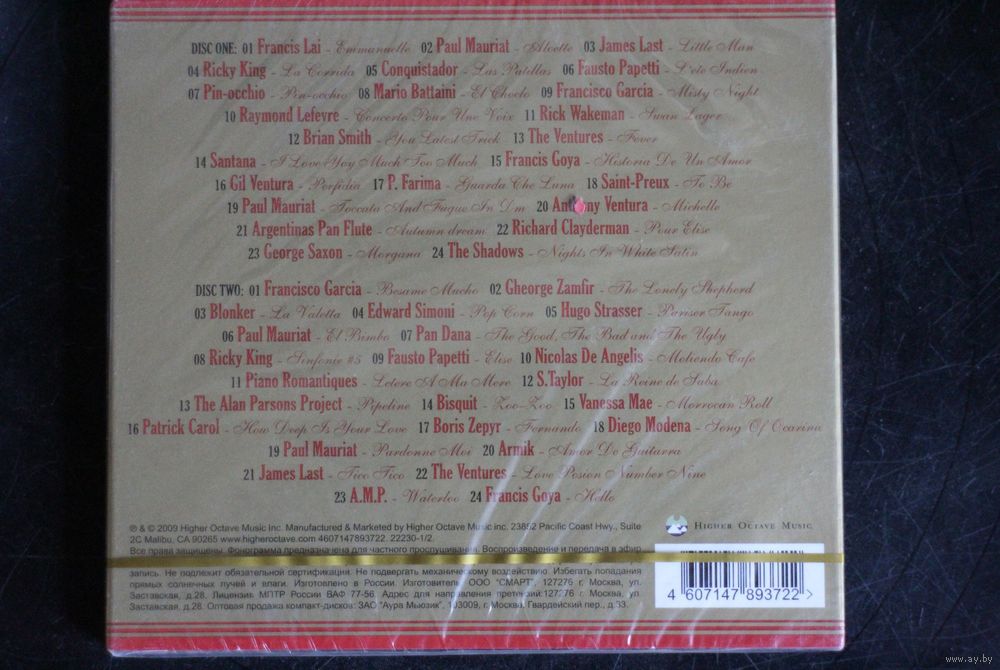 DISC ONE: 01 Francis Lai - Emmanuelle 02 Paul Mauriat - Alouette 03 James Last - Little Man
04 Ricky King - La Corrida 05 Conquistador - Las Patillas 06 Fausto Papetti - L'ete Indien
07 Pin-occhio - Pin-occhio 08 Mario Battaini - El Choclo 09 Francisco Garcia - Misty Night
10 Raymond Lefevre - Concerto Pour Une Voix 11 Rick Wakeman - Swan Lager
12 Brian Smith - You Latest Trick 13 The Ventures - Fever
14 Santana - I Love Yoy Much Too Much 15 Francis Goya - Historia De Un Amor
16 Gil Ventura - Perfidia 17 P. Farima - Guarda Che Luna 18 Saint-Preux - To Be
19 Paul Mauriat - Toccata And Fugue In Dm 20 Anthony Ventura - Michelle
21 Argentinas Pan Flute - Autumn dream 22 Richard Clayderman - Pour Elise
23 George Saxon - Morgana 24 The Shadows - Nights In White Satin
DISC TWO: 01 Francisco Garcia - Besame Mucho 02 Gheorge Zamfir - The Lonely Shepherd
03 Blonker - La Valetta 04 Edward Simoni - Pop Corn 05 Hugo Strasser - Pariser Tango
06 Paul Mauriat - El Bimbo 07 Pan Dana - The Good, The Bad and The Ugly
08 Ricky King - Sinfonie #5 09 Fausto Papetti - Elise 10 Nicolas De Angelis - Moliendo Cafe
11 Piano Romantiques - Letere A Ma Mere 12 S.Taylor - La Reine de Saba
13 The Alan Parsons Project - Pipeline 14 Bisquit - Zoo-Zoo 15 Vanessa Mae - Morrocan Roll
16 Patrick Carol - How Deep Is Your Love 17 Boris Zepyr - Fernando 18 Diego Modena - Song Of Ocarina
19 Paul Mauriat - Pardonne Moi 20 Armik - Amor De Guitarra
21 James Last - Tico Tico 22 The Ventures - Love Posion Number Nine
23 A.M.P. - Waterloo 24 Francis Goya - Hello
℗ & © 2009 Higher Octave Music Inc. Manufactured & Marketed by Higher Octave Music inc. 23852 Pacific Coast Hwy., Suite
2C Malibu, CA 90265 www.higheroctave.com 4607147893722. 22230-1/2.
Все права защищены. Фонограмма предназначена для частного прослушивания. Воспроизведение и передача в эфир
запись. Не подлежит обязательной сертификации. Не подвергать механическому воздействию. Избегать попадания
прямых солнечных лучей и влаги. Изготовлено в России. Изготовитель ООО "СМАРТ", 127276 г. Москва, ул.
Заставская, д.28. Лицензия МПТР России ВАФ 77-56 Адрес для направления претензий:127276 г. Москва, ул.
Заставская, д.28. Оптовая продажа компакт-дисков: ЗАО "Аура Мьюзик", 103009, г. Москва, Гвардейский пер., д.33.
HIGHER OCTAVE MUSIC
4 607147 893722 >
www.ay.by